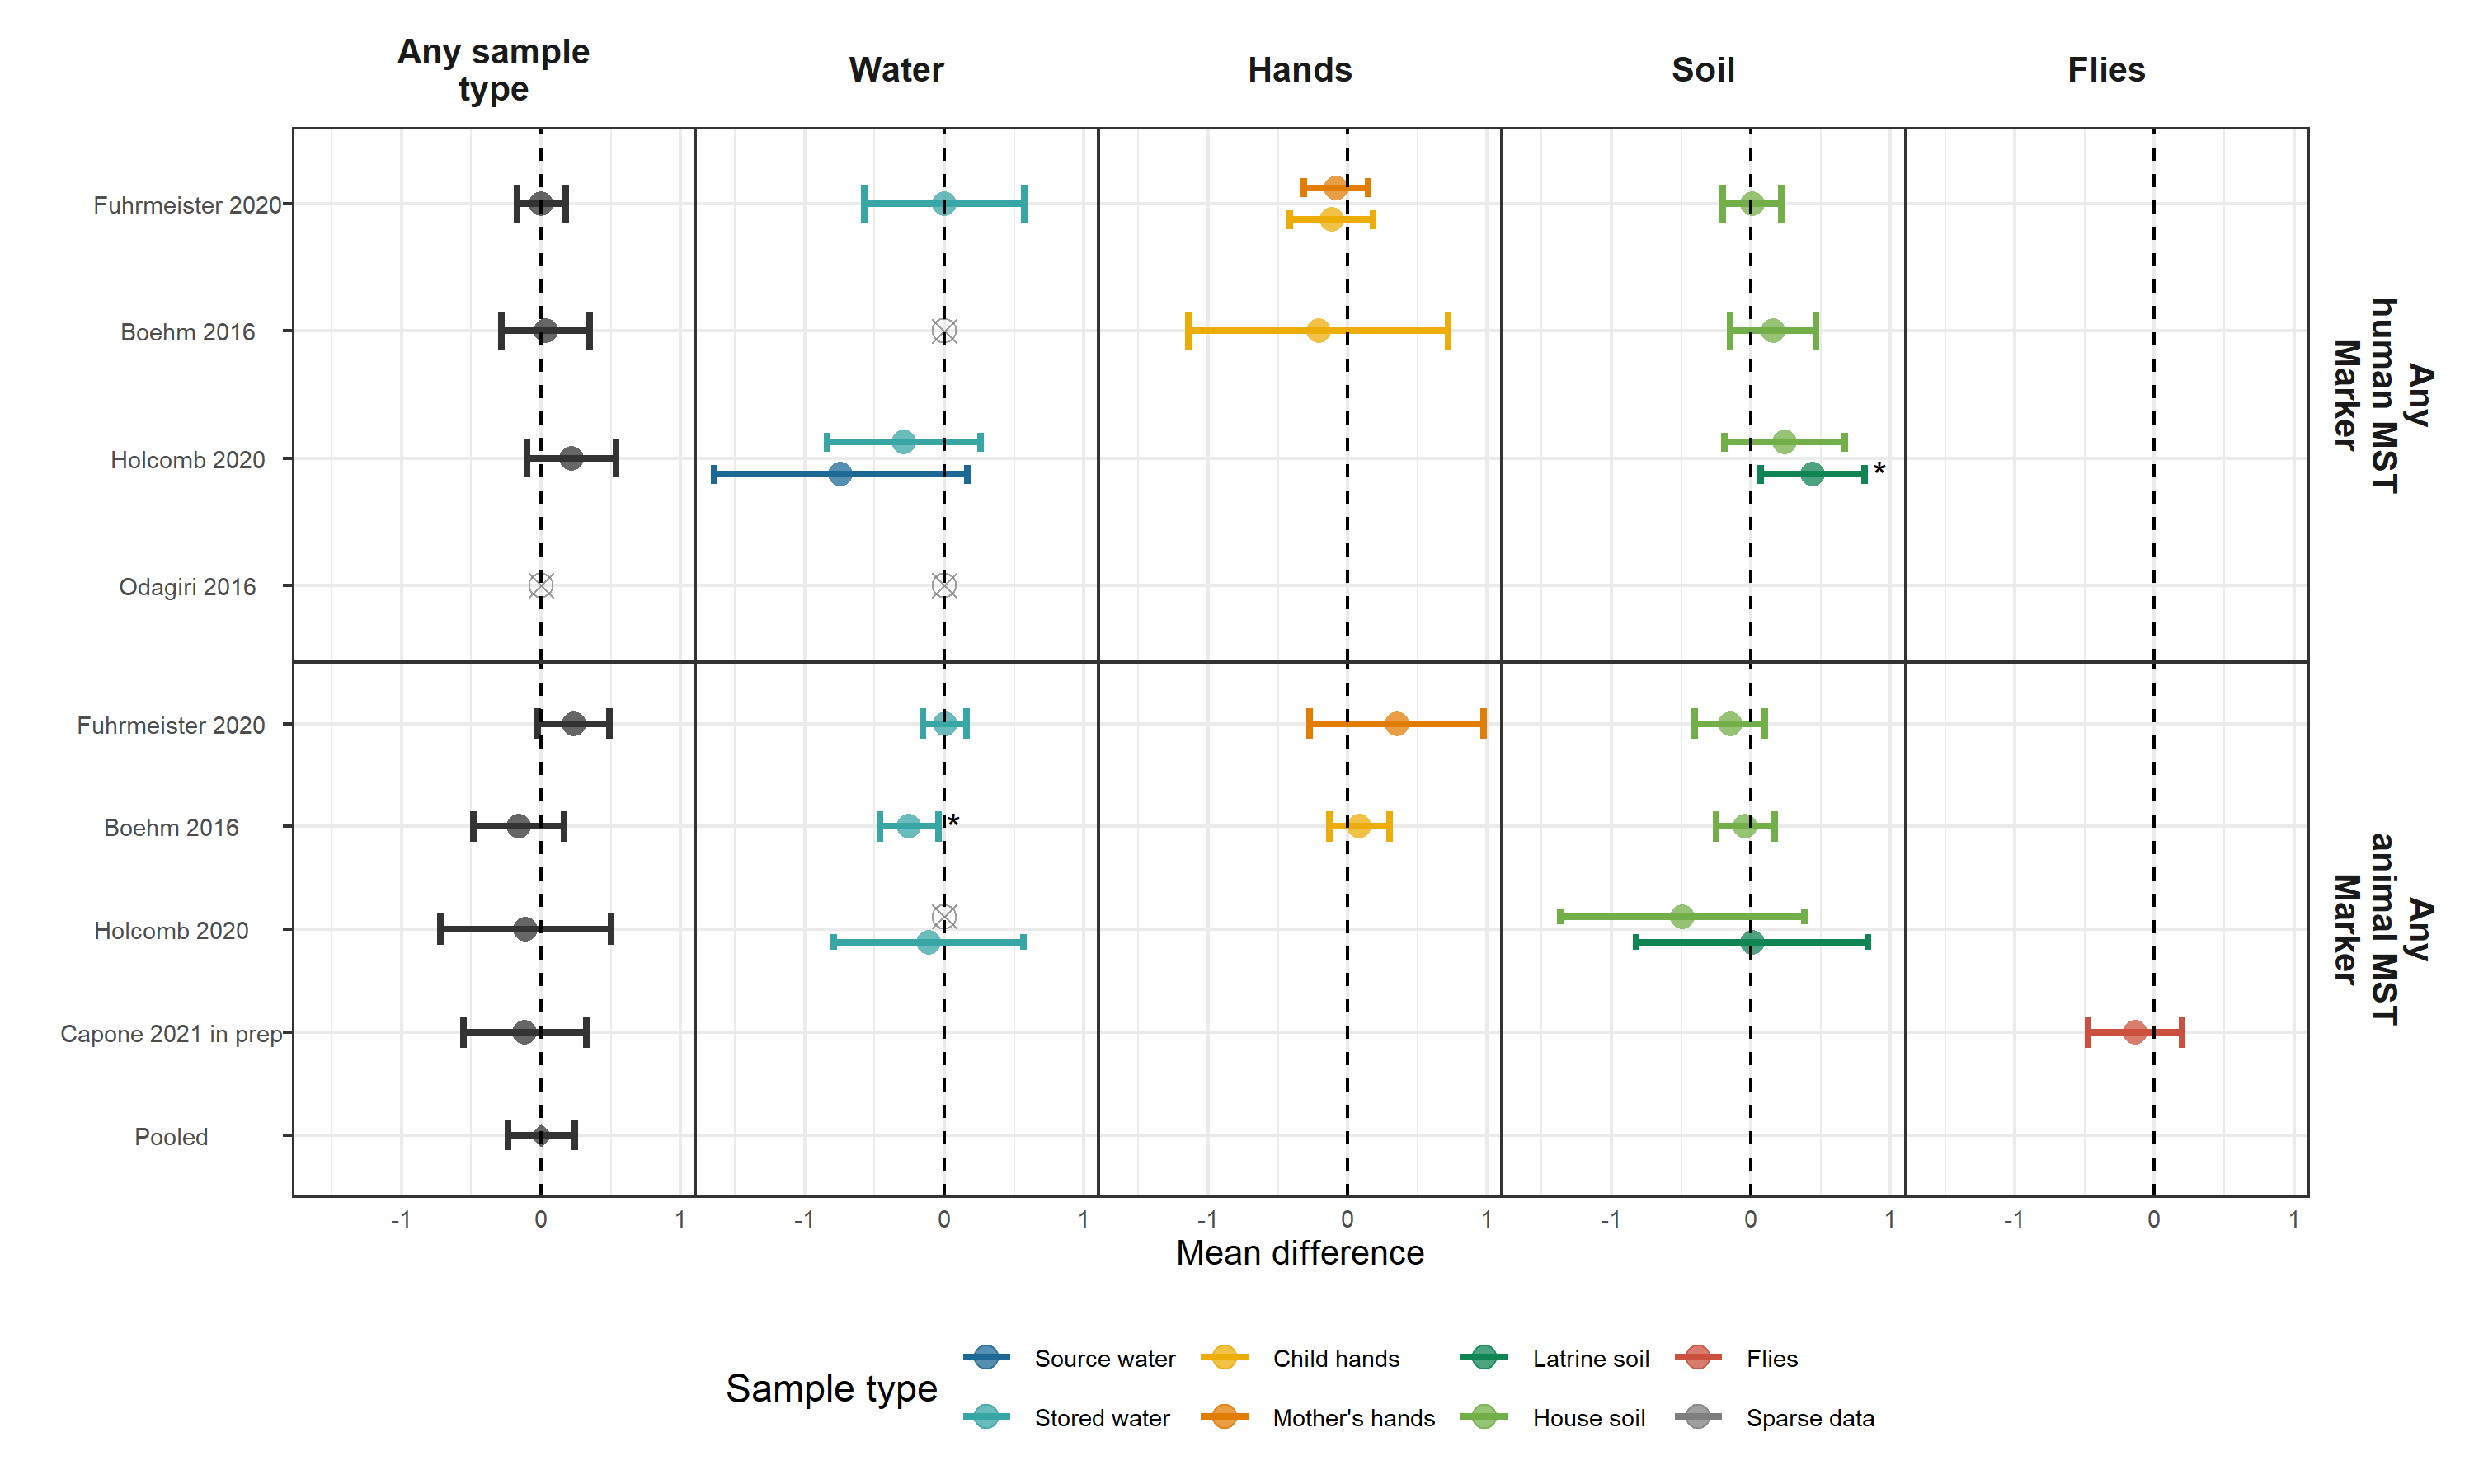 Any sample
type
Water
Hands
Soil
Flies
Fuhrmeister 2020
Boehm 2016
Holcomb 2020
*
Odagiri 2016
Any
human MST
Marker
Fuhrmeister 2020
Boehm 2016
*
Holcomb 2020
Capone 2021 in prep
Pooled
Any
animal MST
Marker
-1 0 1 -1 0 1 -1 0 1 -1 0 1 -1 0 1
Mean difference
Sample type
Source water
Stored water
Child hands
Mother's hands
Latrine soil
House soil
Flies
Sparse data